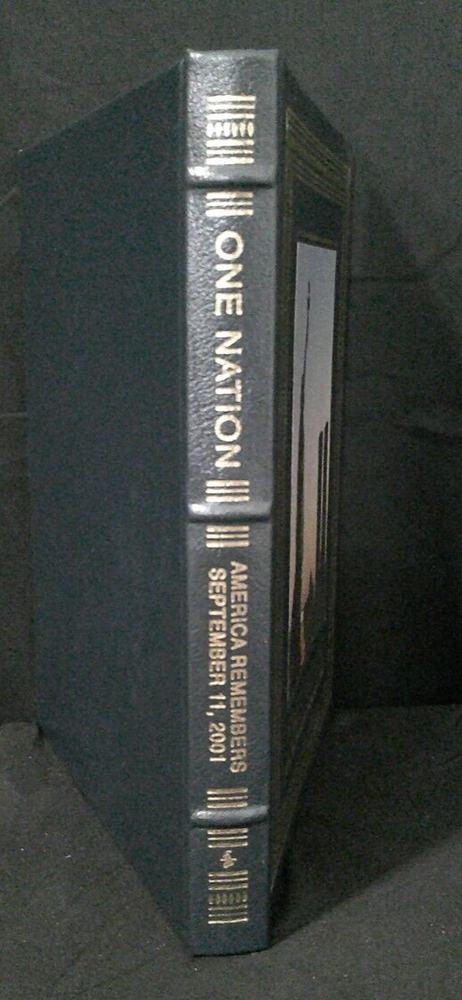 ONE NATION
AMERICA REMEMBERS
SEPTEMBER 11, 2001